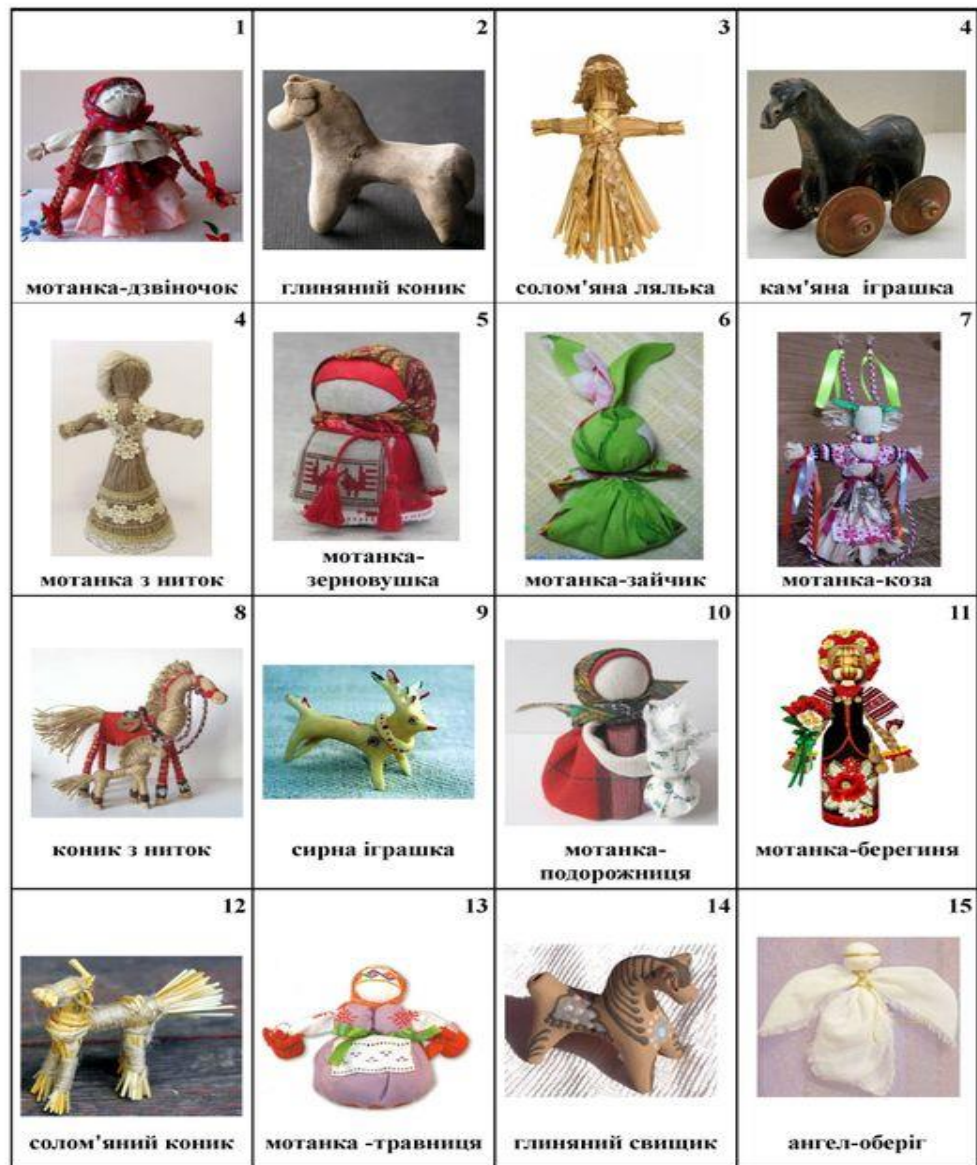 1
мотанка-дзвіночок
2
глиняний коник
3
солом'яна лялька
4
кам'яна іграшка
4
мотанка з ниток
5
мотанка-
зерновушка
6
мотанка-зайчик
7
мотанка-коза
8
коник з ниток
9
сирна іграшка
10
мотанка-
подорожниця
11
мотанка-берегиня
12
солом'яний коник
13
мотанка -травниця
14
глиняний свищик
15
ангел-оберіг